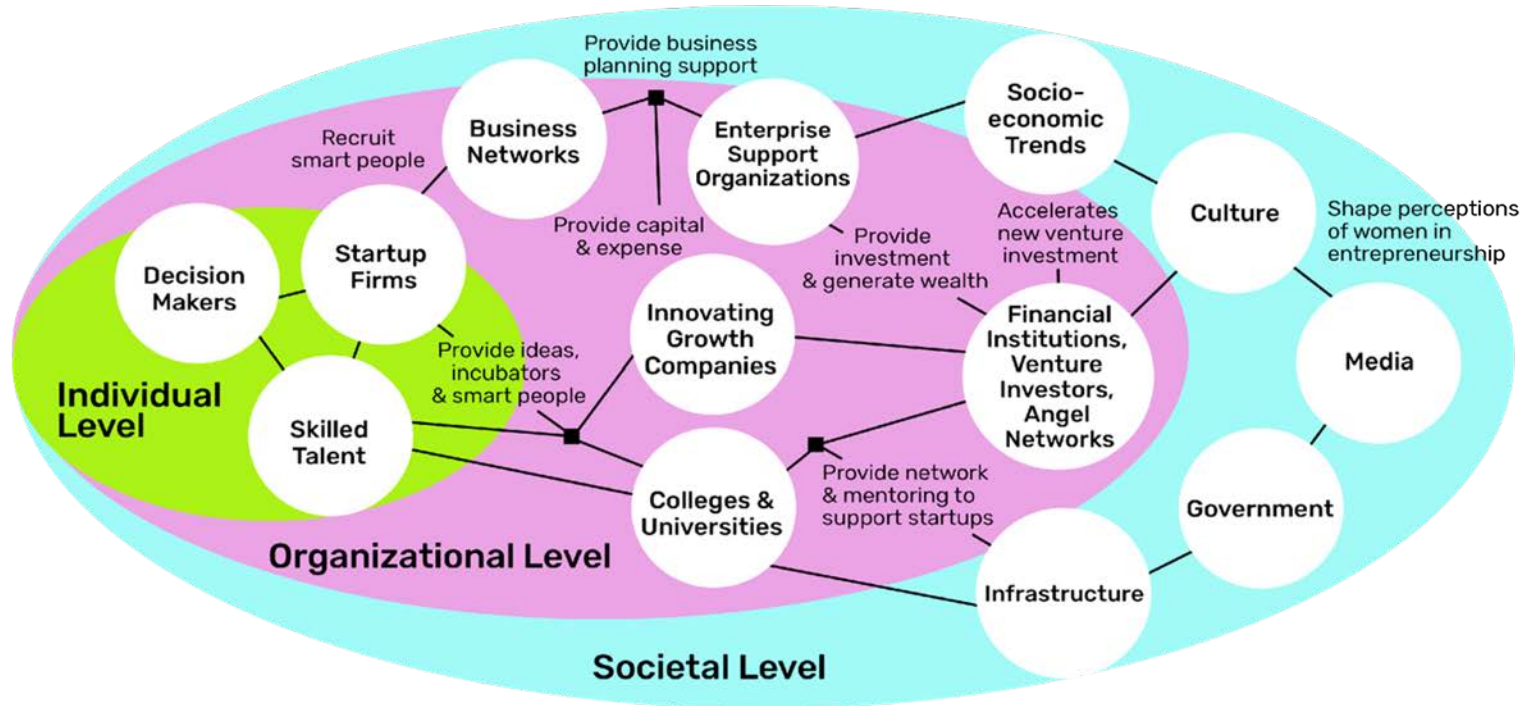 Provide business
planning support
Business
Networks
Enterprise
Support
Organizations
Socio-
economic
Trends
Recruit
smart people
Provide capital
& expense
Provide
investment
& generate wealth
Accelerates
new venture
investment
Culture
Shape perceptions
of women in
entrepreneurship
Decision
Makers
Startup
Firms
Innovating
Growth
Companies
Financial
Institutions,
Venture
Investors,
Angel
Networks
Media
Provide ideas,
incubators
& smart people
Individual
Level
Skilled
Talent
Colleges &
Universities
Provide network
& mentoring to
support startups
Government
Organizational Level
Infrastructure
Societal Level